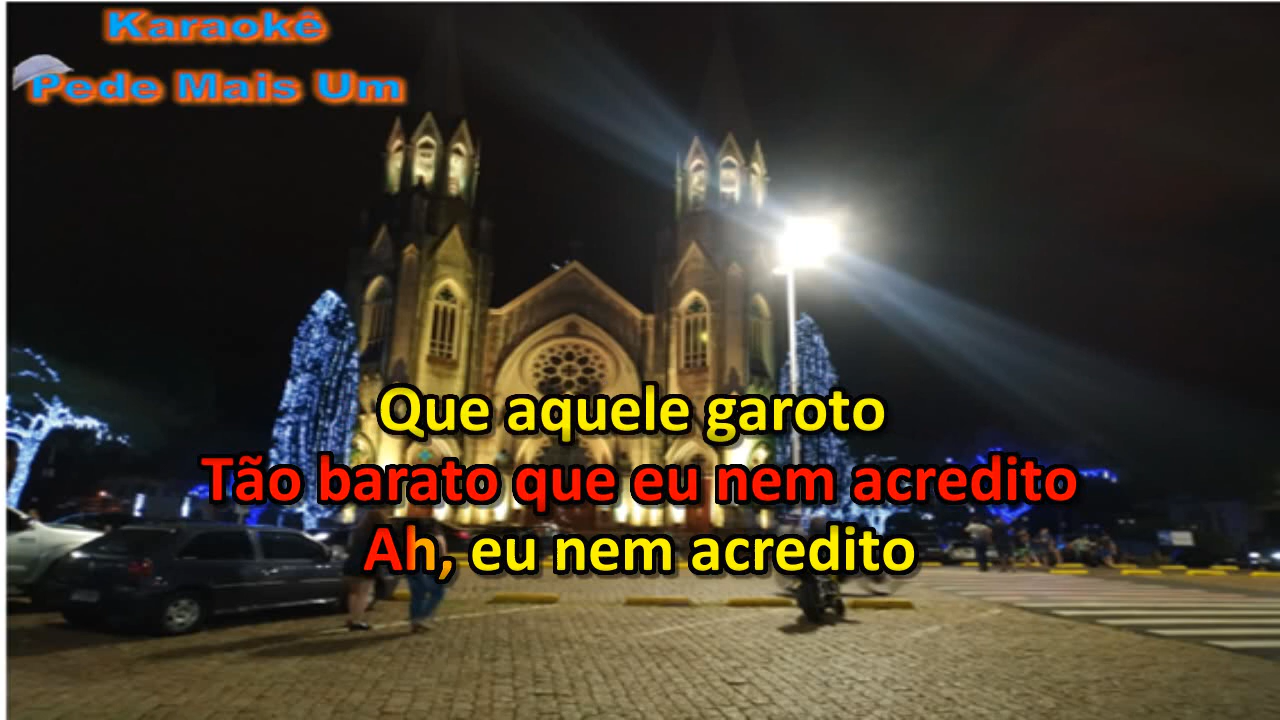 Karaokê
Pede Mais Um
Que aquele garoto
Tão barato que eu nem acredito
Ah, eu nem acredito